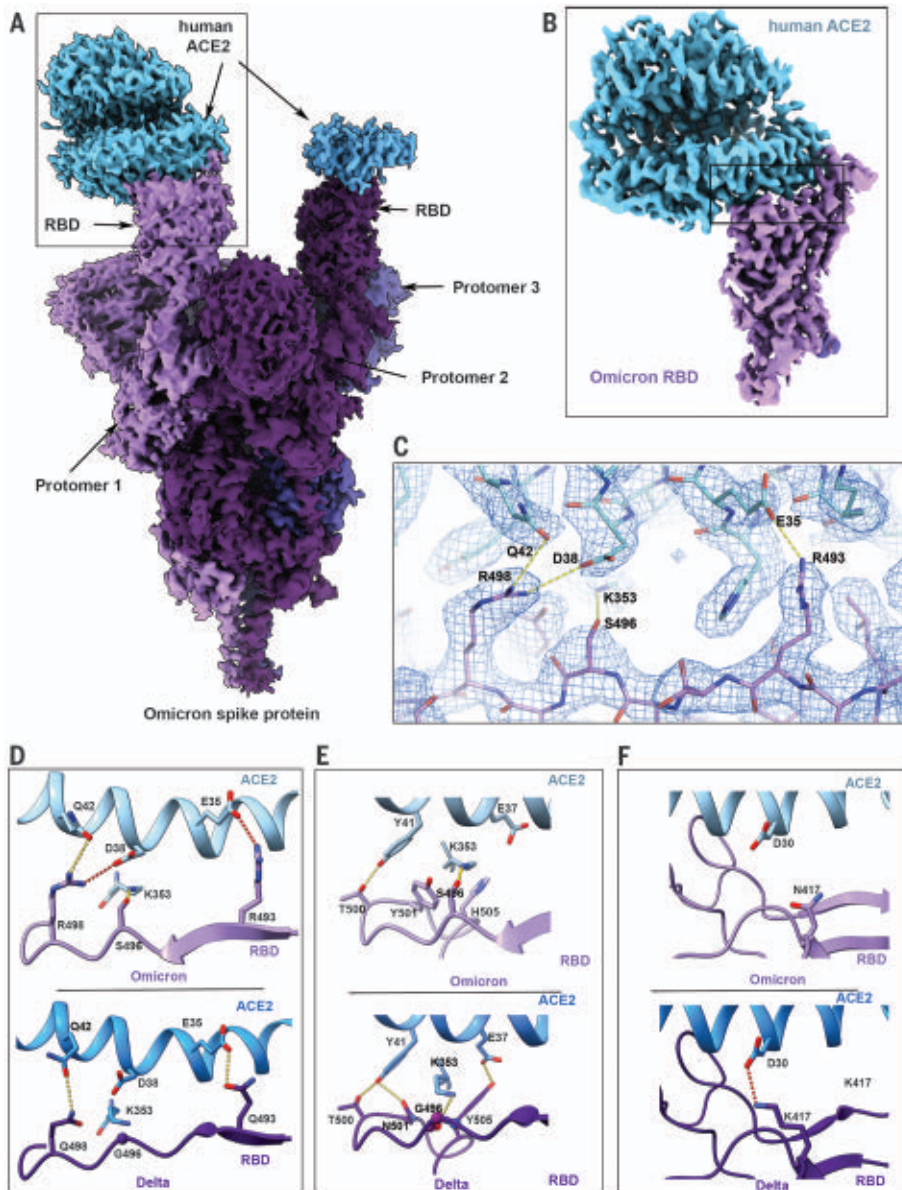 A
human
ACE2
RBD
RBD
Protomer 3
Protomer 2
Protomer 1
Omicron spike protein
B
human ACE2
Omicron RBD
C
E35
Q42
D38
R493
R498
K353
S496
D
ACE2
Q42
E35
D38
K353
R498
S496
R493
RBD
Omicron
ACE2
Q42
E35
D38
K353
Q493
Q498
G496
RBD
Delta
E
ACE2
E37
Y41
K353
S496
T500
Y501
H505
Omicron
RBD
ACE2
Y41
E37
K353
G496
T500
N501
Y505
Delta
RBD
F
ACE2
D30
N417
Omicron
RBD
ACE2
D30
K417
K417
Delta
RBD